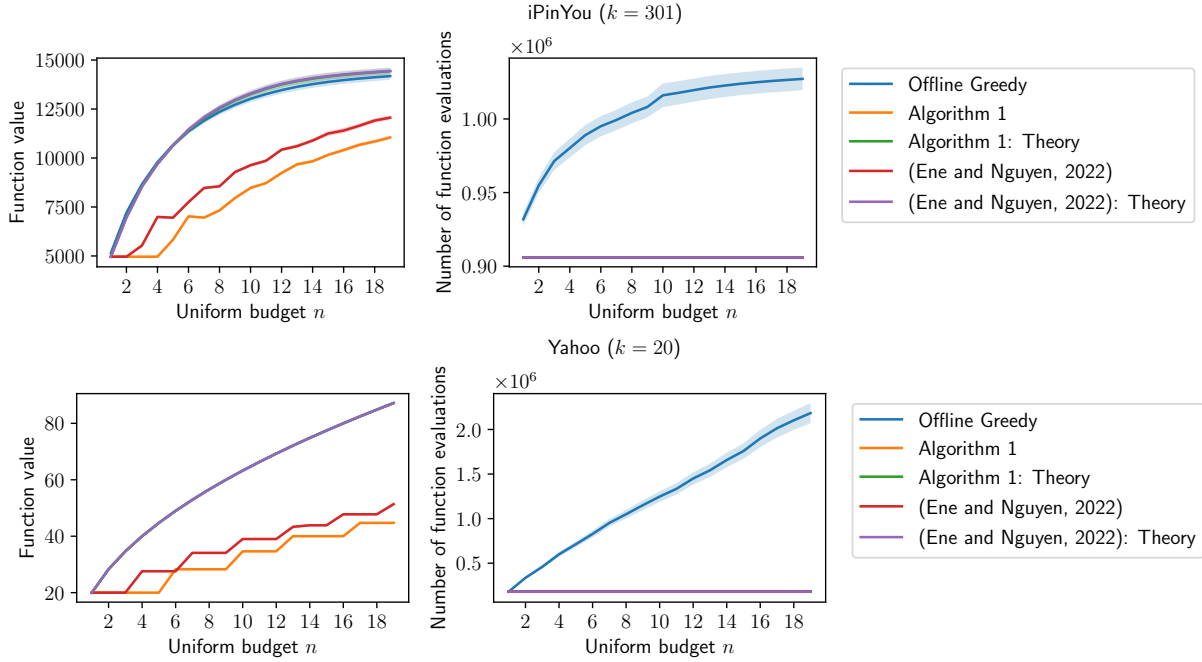 iPinYou (k = 301)
15000
12500
10000
7500
5000
Function value
2 4 6 8 10 12 14 16 18
Uniform budget n
×10⁶
1.00
0.95
0.90
Number of function evaluations
2 4 6 8 10 12 14 16 18
Uniform budget n
Offline Greedy
Algorithm 1
Algorithm 1: Theory
(Ene and Nguyen, 2022)
(Ene and Nguyen, 2022): Theory
Yahoo (k = 20)
80
60
40
20
Function value
2 4 6 8 10 12 14 16 18
Uniform budget n
×10⁶
2.0
1.5
1.0
0.5
Number of function evaluations
2 4 6 8 10 12 14 16 18
Uniform budget n
Offline Greedy
Algorithm 1
Algorithm 1: Theory
(Ene and Nguyen, 2022)
(Ene and Nguyen, 2022): Theory